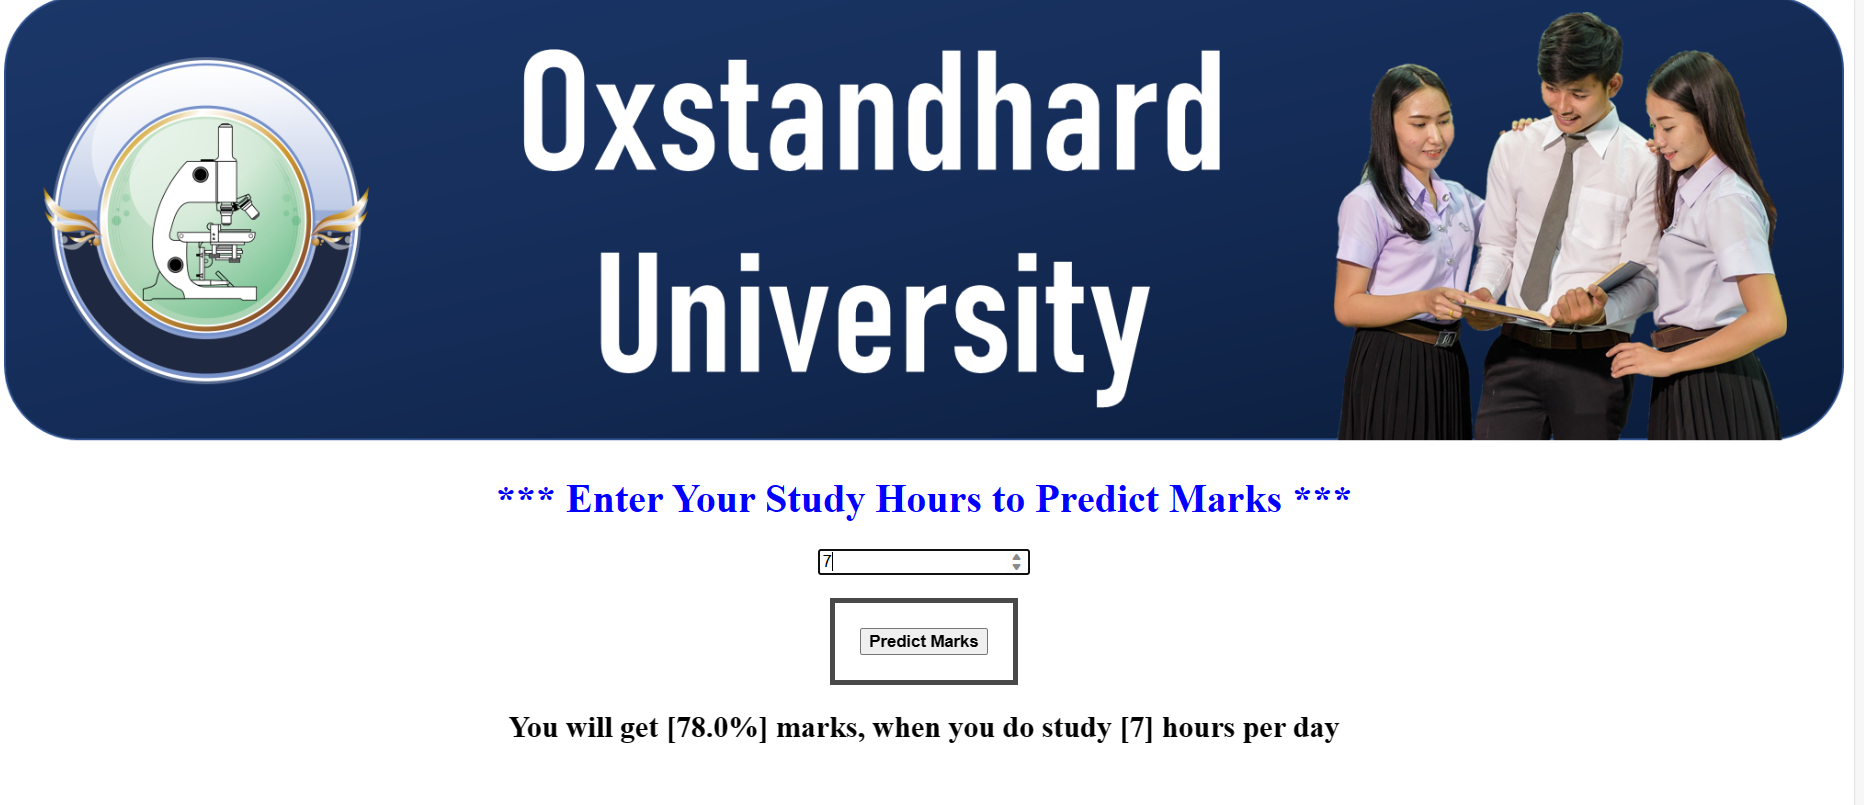 Oxstandhard
University
*** Enter Your Study Hours to Predict Marks ***
7
Predict Marks
You will get [78.0%] marks, when you do study [7] hours per day